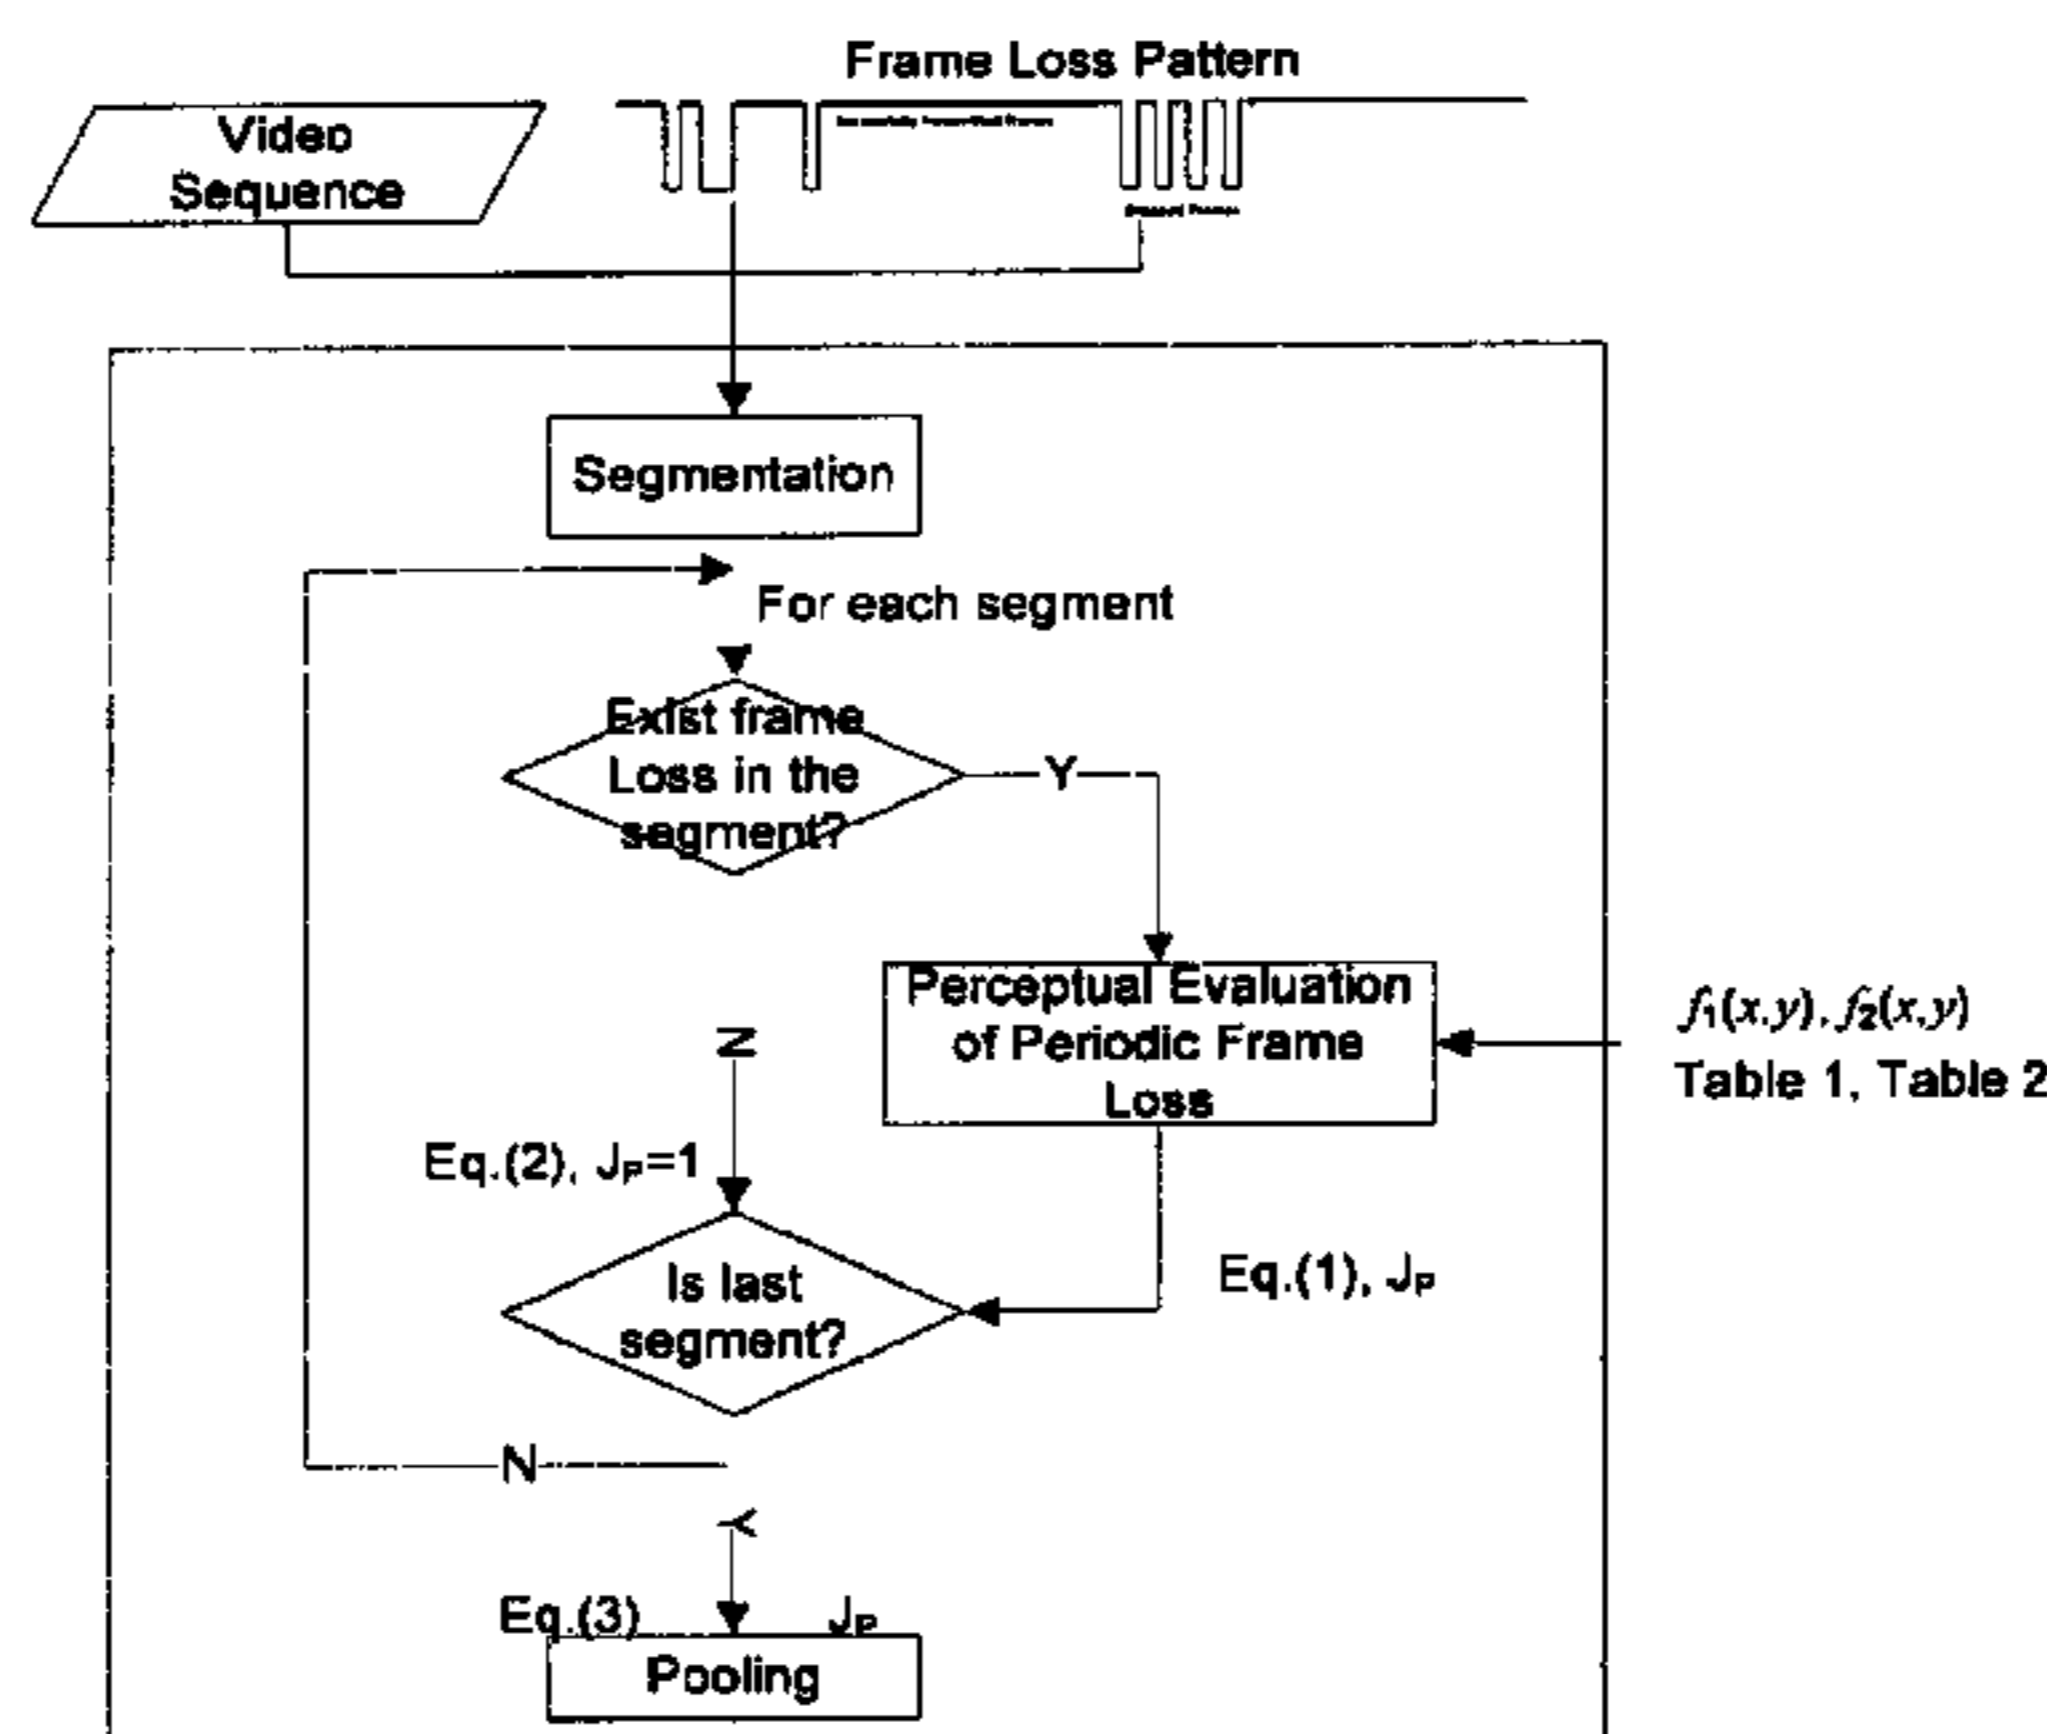 Frame Loss Pattern
Video
Sequence
Segmentation
For each segment
Exist frame
Loss in the
segment?
Y
Perceptual Evaluation
of Periodic Frame
Loss
f₁(x,y), f₂(x,y)
Table 1, Table 2
N
Eq.(2), Jₚ=1
Is last
segment?
Eq.(1), Jₚ
N
Y
Eq.(3) Jₚ
Pooling